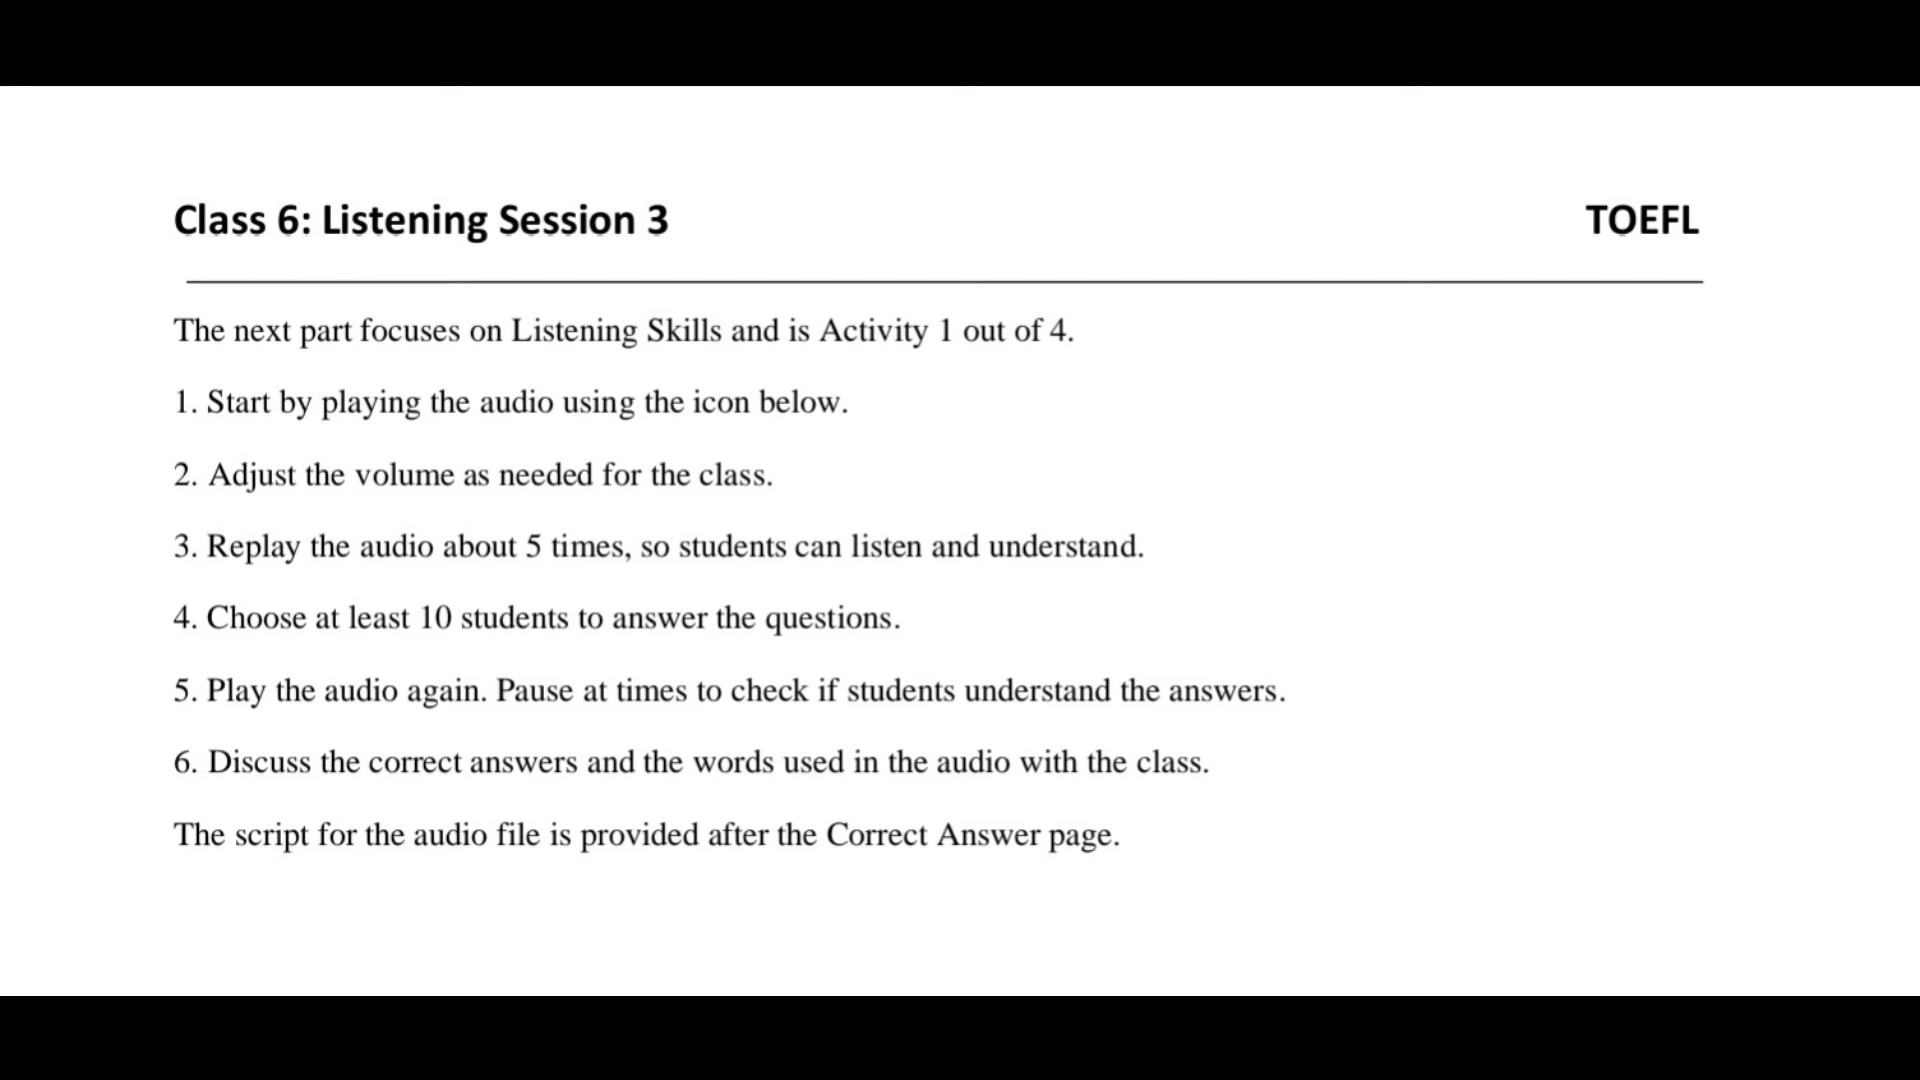 Class 6: Listening Session 3 TOEFL
The next part focuses on Listening Skills and is Activity 1 out of 4.
1. Start by playing the audio using the icon below.
2. Adjust the volume as needed for the class.
3. Replay the audio about 5 times, so students can listen and understand.
4. Choose at least 10 students to answer the questions.
5. Play the audio again. Pause at times to check if students understand the answers.
6. Discuss the correct answers and the words used in the audio with the class.
The script for the audio file is provided after the Correct Answer page.